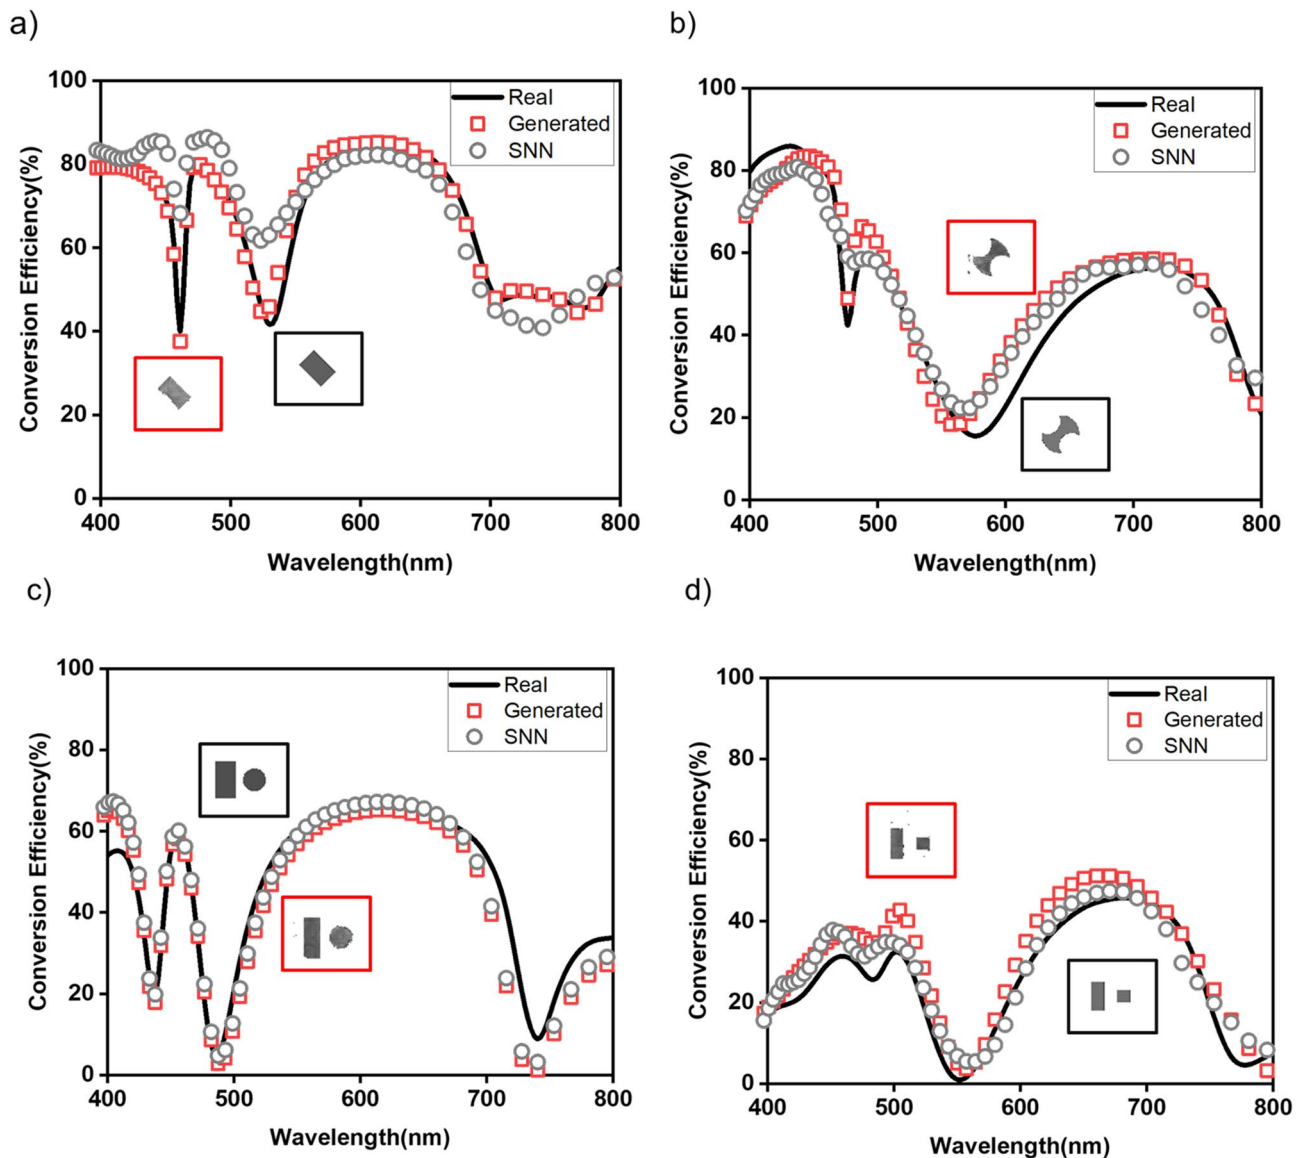 a)
100
80
60
40
20
0
Conversion Efficiency(%)
Real
Generated
SNN
400 500 600 700 800
Wavelength(nm)
b)
100
80
60
40
20
0
Conversion Efficiency(%)
Real
Generated
SNN
400 500 600 700 800
Wavelength(nm)
c)
100
80
60
40
20
0
Conversion Efficiency(%)
Real
Generated
SNN
400 500 600 700 800
Wavelength(nm)
d)
100
80
60
40
20
0
Conversion Efficiency(%)
Real
Generated
SNN
400 500 600 700 800
Wavelength(nm)